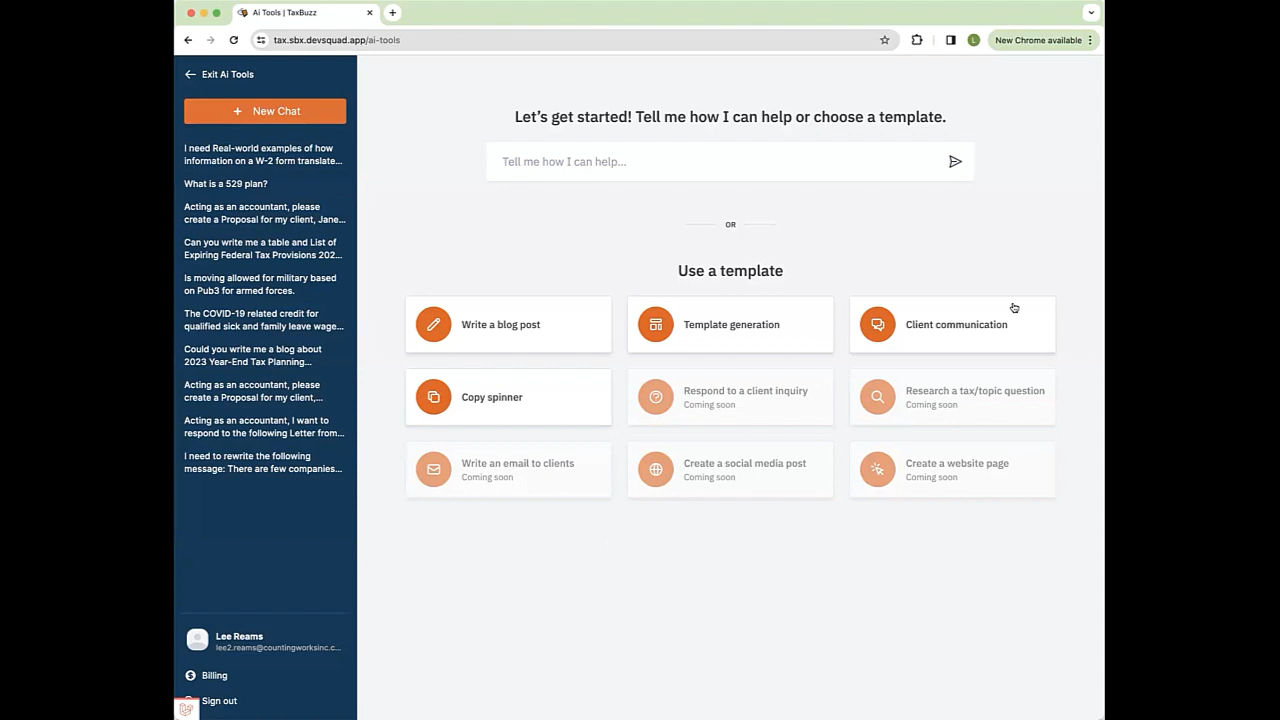 Ai Tools | TaxBuzz
tax.sbx.devsquad.app/ai-tools
L
New Chrome available
Exit Ai Tools
+ New Chat
I need Real-world examples of how
information on a W-2 form translate...
What is a 529 plan?
Acting as an accountant, please
create a Proposal for my client, Jane...
Can you write me a table and List of
Expiring Federal Tax Provisions 202...
Is moving allowed for military based
on Pub3 for armed forces.
The COVID-19 related credit for
qualified sick and family leave wage...
Could you write me a blog about
2023 Year-End Tax Planning...
Acting as an accountant, please
create a Proposal for my client,...
Acting as an accountant, I want to
respond to the following Letter from...
I need to rewrite the following
message: There are few companies...
Lee Reams
lee2.reams@countingworksinc.c...
Billing
Sign out
Let’s get started! Tell me how I can help or choose a template.
Tell me how I can help...
OR
Use a template
Write a blog post
Template generation
Client communication
Copy spinner
Respond to a client inquiry
Coming soon
Research a tax/topic question
Coming soon
Write an email to clients
Coming soon
Create a social media post
Coming soon
Create a website page
Coming soon